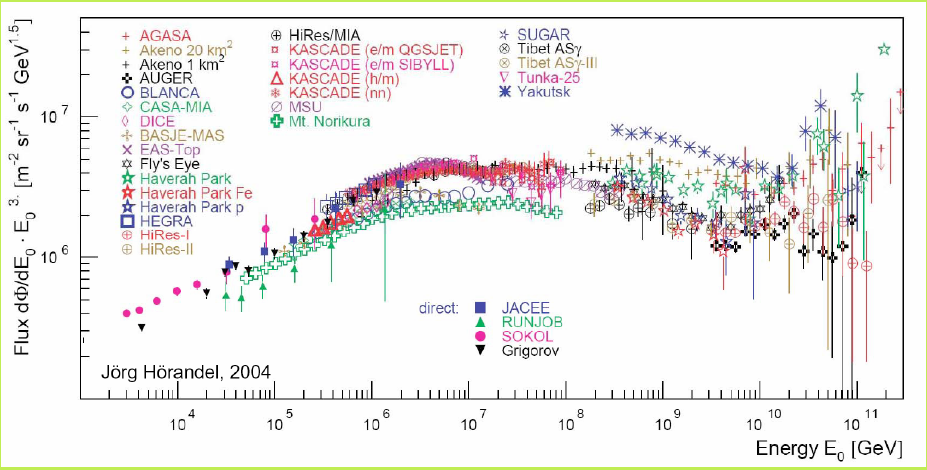 Flux dΦ/dE₀ · E₀ ³· [m⁻² sr⁻¹ s⁻¹ GeV^1.5]
10⁷
10⁶
AGASA
Akeno 20 km²
Akeno 1 km²
AUGER
BLANCA
CASA-MIA
DICE
BASJE-MAS
EAS-Top
Fly's Eye
Haverah Park
Haverah Park Fe
Haverah Park p
HEGRA
HiRes-I
HiRes-II
HiRes/MIA
KASCADE (e/m QGSJET)
KASCADE (e/m SIBYLL)
KASCADE (h/m)
KASCADE (nn)
MSU
Mt. Norikura
SUGAR
Tibet ASγ
Tibet ASγ-III
Tunka-25
Yakutsk
direct:
JACEE
RUNJOB
SOKOL
Grigorov
Jörg Hörandel, 2004
10⁴ 10⁵ 10⁶ 10⁷ 10⁸ 10⁹ 10¹⁰ 10¹¹
Energy E₀ [GeV]